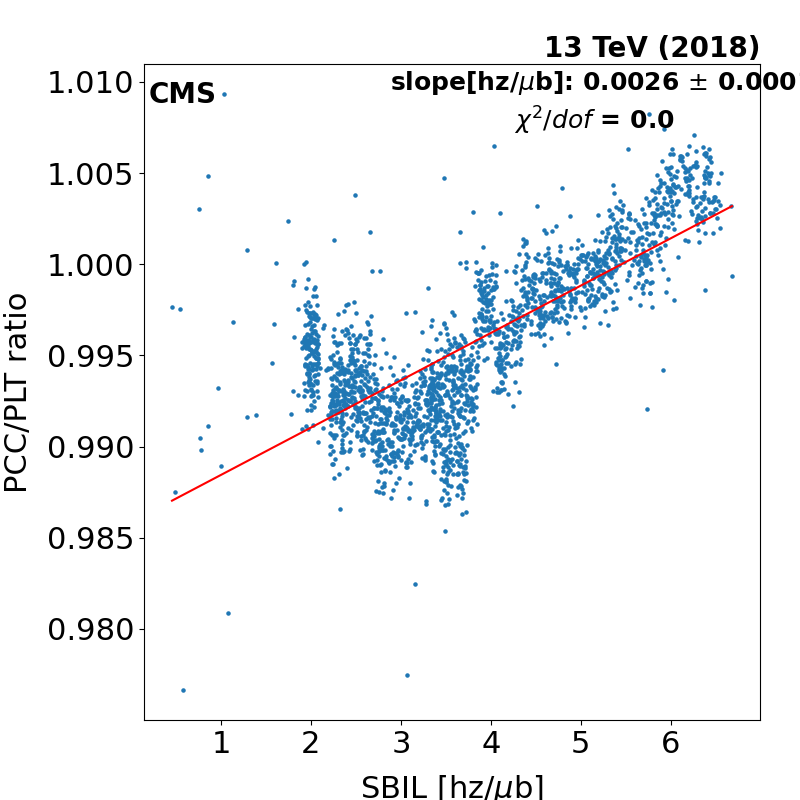 13 TeV (2018)
CMS
slope[hz/μb]: 0.0026 ± 0.000
χ²/dof = 0.0
1.010
1.005
1.000
0.995
0.990
0.985
0.980
PCC/PLT ratio
1 2 3 4 5 6
SBIL [hz/μb]